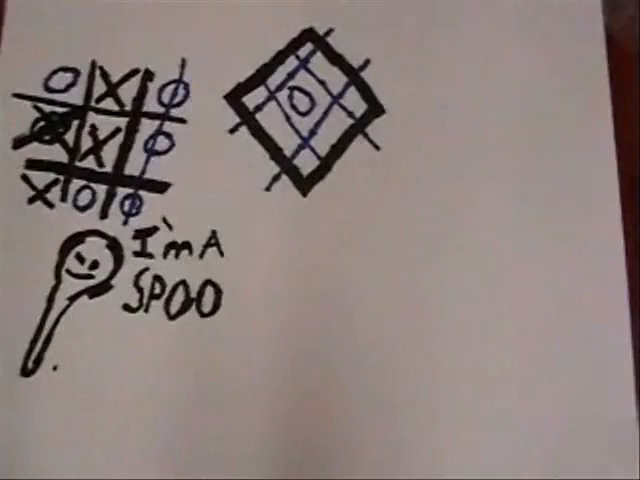 O X O
X O
X O O
O
I'm A
SPOO